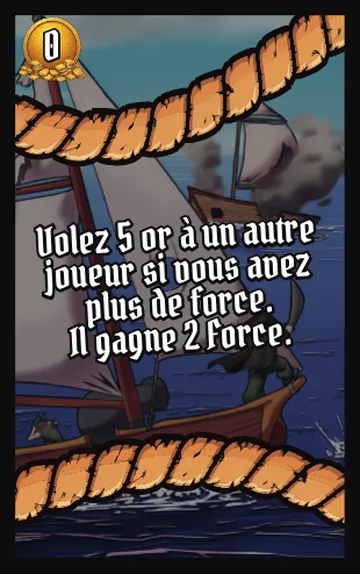 0
Volez 5 or à un autre
joueur si vous avez
plus de force.
Il gagne 2 force.